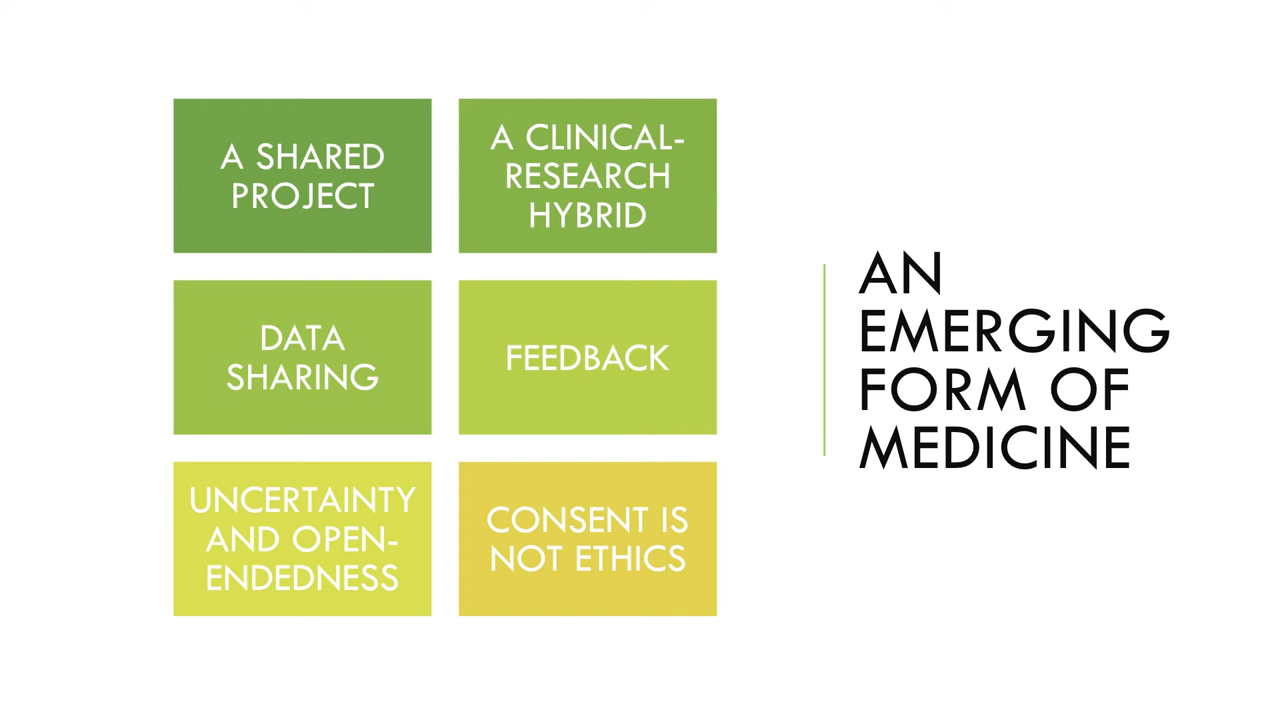 A SHARED
PROJECT
A CLINICAL-
RESEARCH
HYBRID
DATA
SHARING
FEEDBACK
UNCERTAINTY
AND OPEN-
ENDEDNESS
CONSENT IS
NOT ETHICS
AN
EMERGING
FORM OF
MEDICINE